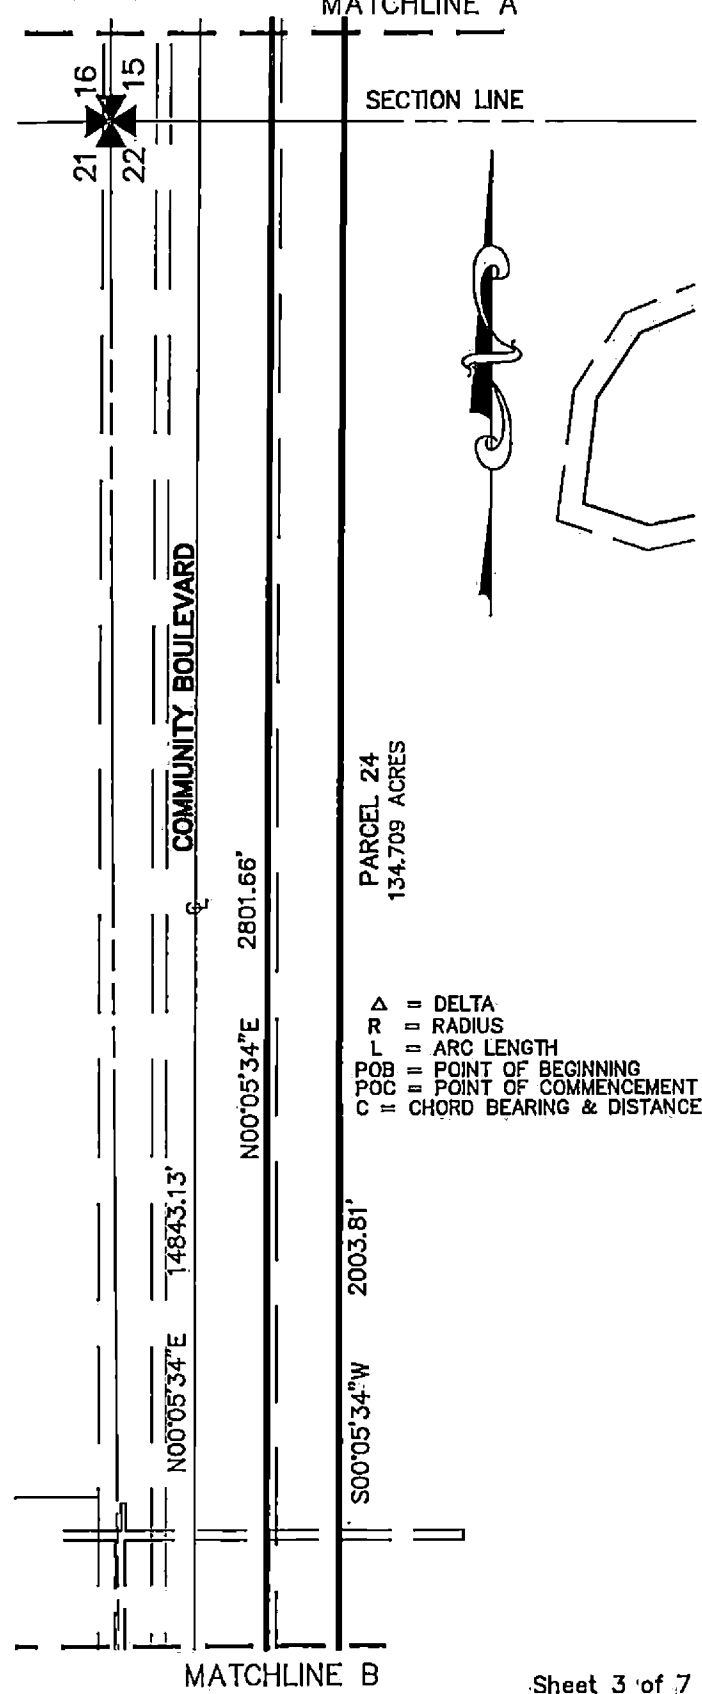 MATCHLINE A
16 15
SECTION LINE
21 22
COMMUNITY BOULEVARD
PARCEL 24
134.709 ACRES
℄
2801.66'
N00°05'34"E
Δ = DELTA
R = RADIUS
L = ARC LENGTH
POB = POINT OF BEGINNING
POC = POINT OF COMMENCEMENT
C = CHORD BEARING & DISTANCE
14843.13'
N00°05'34"E
2003.81'
S00°05'34"W
MATCHLINE B
Sheet 3 of 7